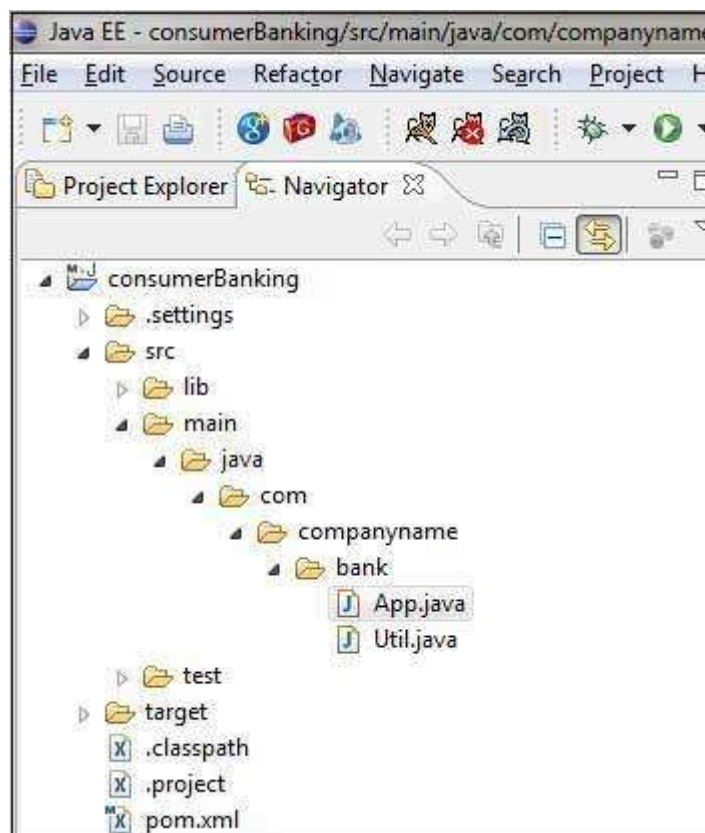 Java EE - consumerBanking/src/main/java/com/companyname
File Edit Source Refactor Navigate Search Project H
Project Explorer Navigator
consumerBanking
.settings
src
lib
main
java
com
companyname
bank
App.java
Util.java
test
target
.classpath
.project
pom.xml